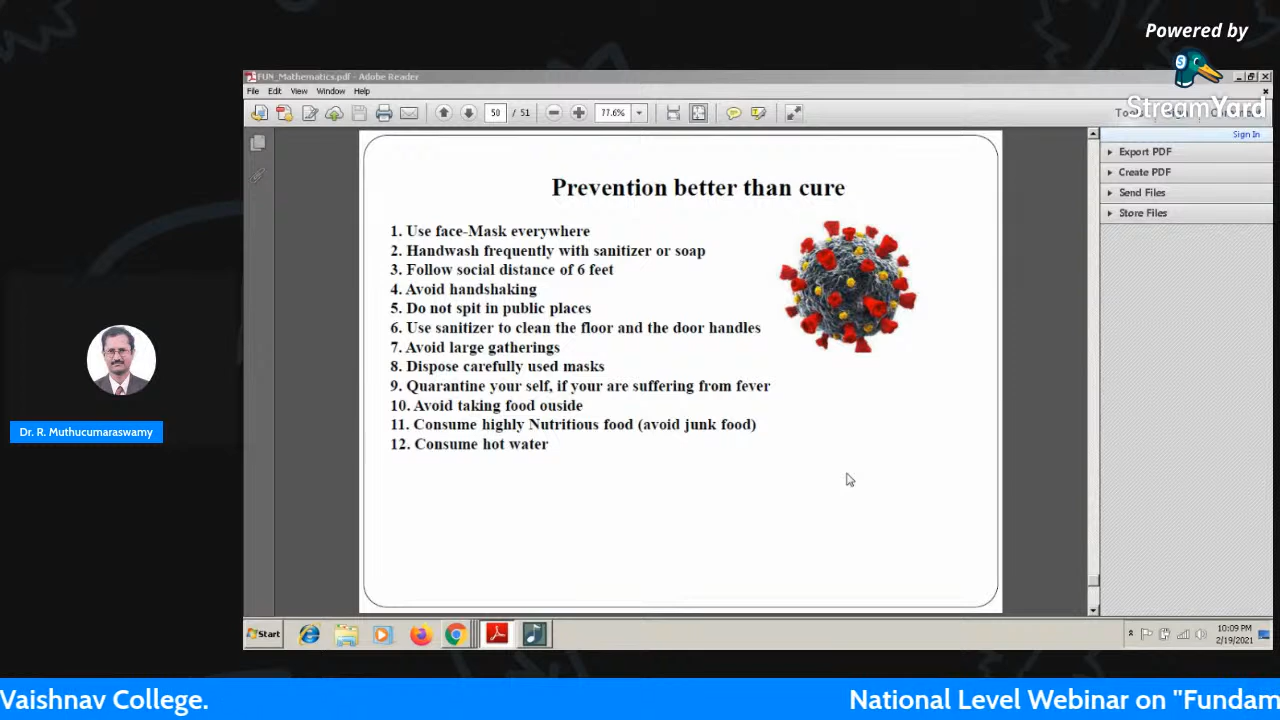 Powered by
StreamYard
FUN_Mathematics.pdf - Adobe Reader
File Edit View Window Help
50 / 51 77.6%
Sign In
Export PDF
Create PDF
Send Files
Store Files
Prevention better than cure
1. Use face-Mask everywhere
2. Handwash frequently with sanitizer or soap
3. Follow social distance of 6 feet
4. Avoid handshaking
5. Do not spit in public places
6. Use sanitizer to clean the floor and the door handles
7. Avoid large gatherings
8. Dispose carefully used masks
9. Quarantine your self, if your are suffering from fever
10. Avoid taking food ouside
11. Consume highly Nutritious food (avoid junk food)
12. Consume hot water
Dr. R. Muthucumaraswamy
Start
10:09 PM
2/19/2021
Vaishnav College. National Level Webinar on "Fundam